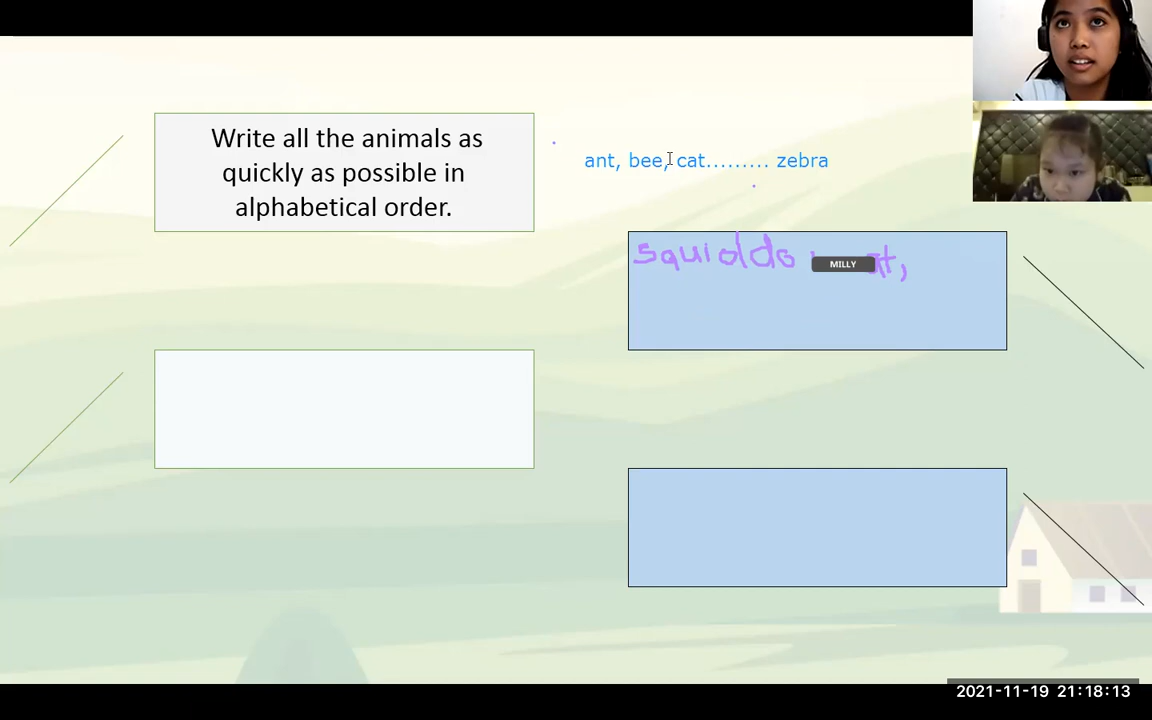 Write all the animals as
quickly as possible in
alphabetical order.
ant, bee, cat......... zebra
MILLY
2021-11-19 21:18:13